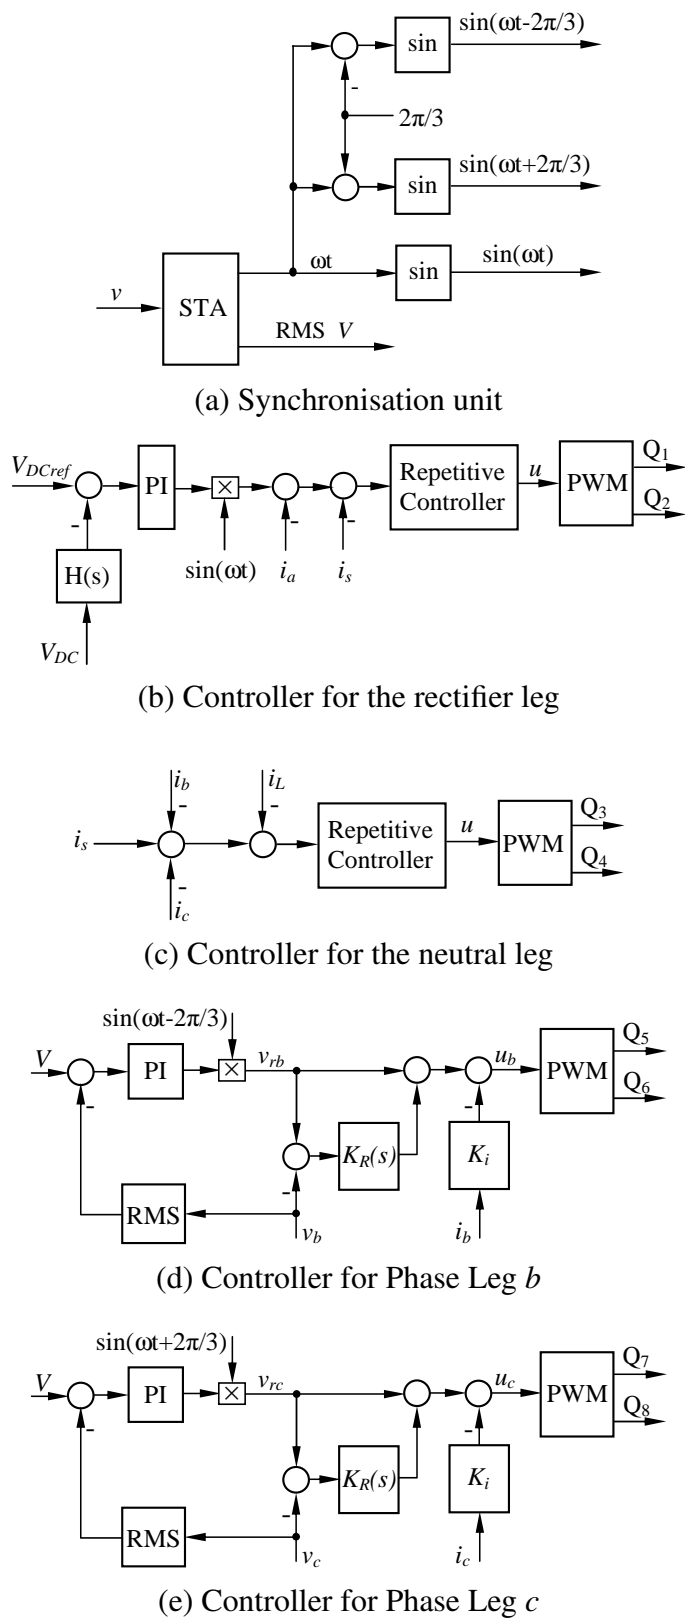 sin(ωt-2π/3)
sin
-
2π/3
sin(ωt+2π/3)
sin
ωt
sin
sin(ωt)
v
STA
RMS V
(a) Synchronisation unit
V_DCref
PI
×
Repetitive
Controller
u
PWM
Q_1
Q_2
-
-
-
sin(ωt)
i_a
i_s
H(s)
V_DC
(b) Controller for the rectifier leg
i_b
i_L
-
-
i_s
Repetitive
Controller
u
PWM
Q_3
Q_4
-
i_c
(c) Controller for the neutral leg
sin(ωt-2π/3)
V
PI
×
v_rb
u_b
PWM
Q_5
Q_6
-
-
K_R(s)
K_i
-
RMS
v_b
i_b
(d) Controller for Phase Leg b
sin(ωt+2π/3)
V
PI
×
v_rc
u_c
PWM
Q_7
Q_8
-
-
K_R(s)
K_i
-
RMS
v_c
i_c
(e) Controller for Phase Leg c